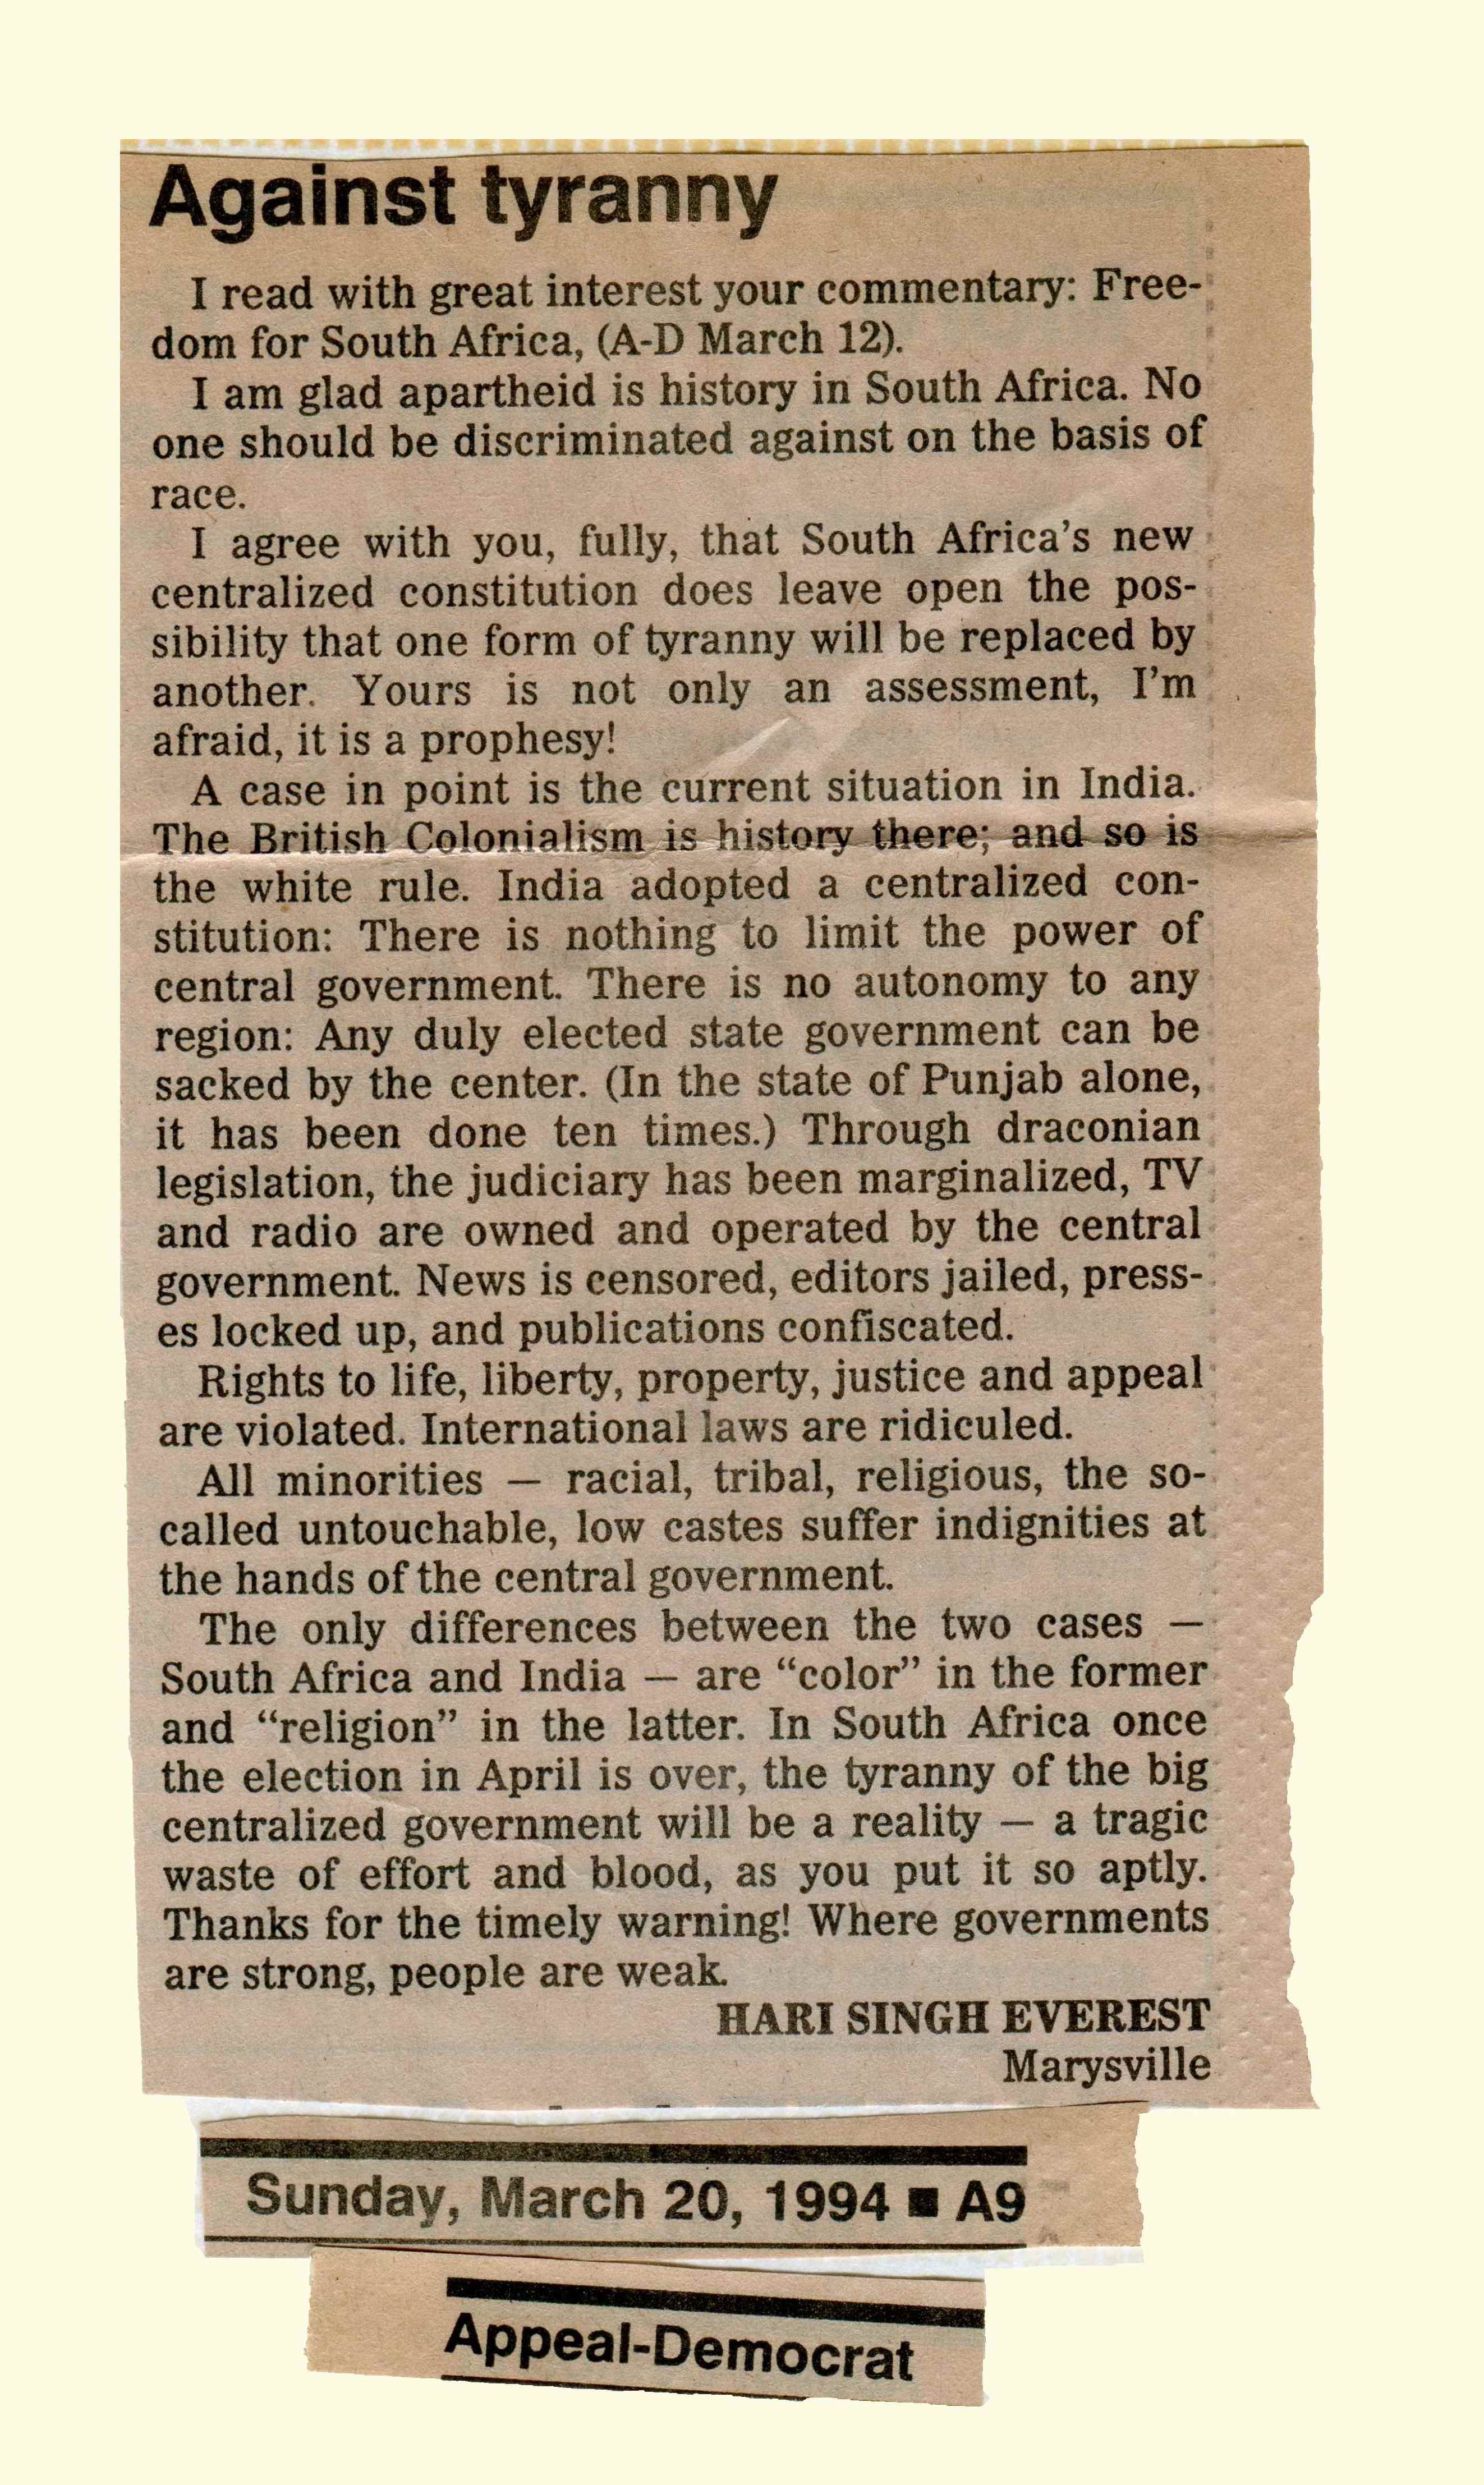 Against tyranny
I read with great interest your commentary: Free-
dom for South Africa, (A-D March 12).
I am glad apartheid is history in South Africa. No
one should be discriminated against on the basis of
race.
I agree with you, fully, that South Africa's new
centralized constitution does leave open the pos-
sibility that one form of tyranny will be replaced by
another. Yours is not only an assessment, I'm
afraid, it is a prophesy!
A case in point is the current situation in India.
The British Colonialism is history there; and so is
the white rule. India adopted a centralized con-
stitution: There is nothing to limit the power of
central government. There is no autonomy to any
region: Any duly elected state government can be
sacked by the center. (In the state of Punjab alone,
it has been done ten times.) Through draconian
legislation, the judiciary has been marginalized, TV
and radio are owned and operated by the central
government. News is censored, editors jailed, press-
es locked up, and publications confiscated.
Rights to life, liberty, property, justice and appeal
are violated. International laws are ridiculed.
All minorities — racial, tribal, religious, the so-
called untouchable, low castes suffer indignities at
the hands of the central government.
The only differences between the two cases —
South Africa and India — are “color” in the former
and “religion” in the latter. In South Africa once
the election in April is over, the tyranny of the big
centralized government will be a reality — a tragic
waste of effort and blood, as you put it so aptly.
Thanks for the timely warning! Where governments
are strong, people are weak.
HARI SINGH EVEREST
Marysville
Sunday, March 20, 1994 ■ A9
Appeal-Democrat